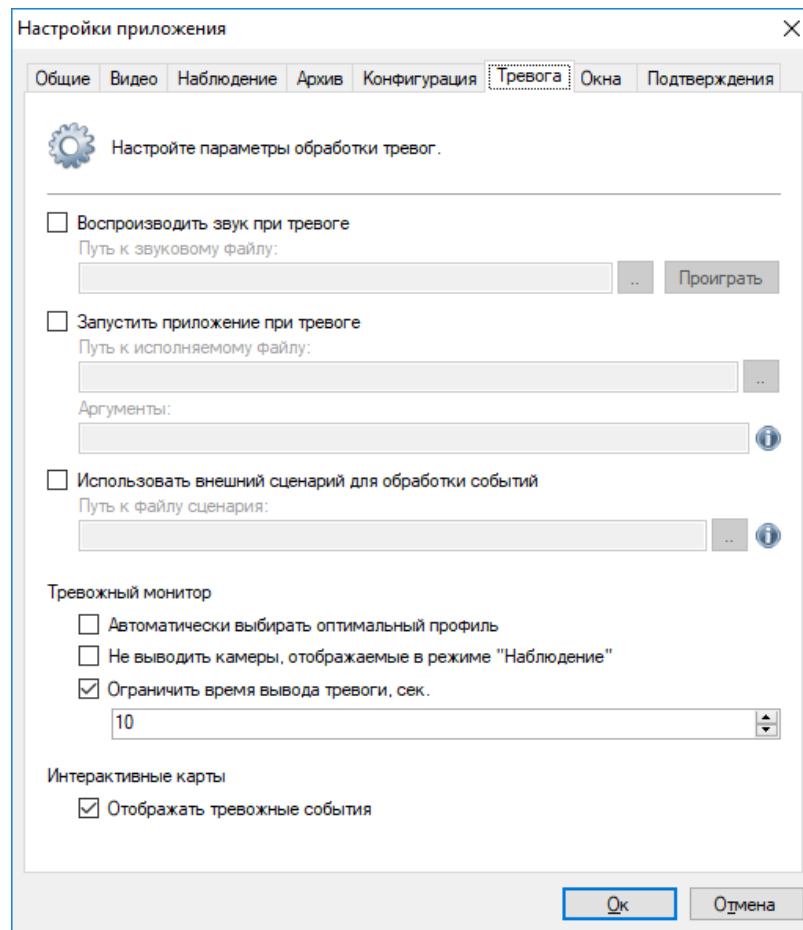 Настройки приложения
Общие Видео Наблюдение Архив Конфигурация Тревога Окна Подтверждения
Настройте параметры обработки тревог.
Воспроизводить звук при тревоге
Путь к звуковому файлу:
.. Проиграть
Запустить приложение при тревоге
Путь к исполняемому файлу:
..
Аргументы:
Использовать внешний сценарий для обработки событий
Путь к файлу сценария:
..
Тревожный монитор
Автоматически выбирать оптимальный профиль
Не выводить камеры, отображаемые в режиме "Наблюдение"
Ограничить время вывода тревоги, сек.
10
Интерактивные карты
Отображать тревожные события
Ок Отмена